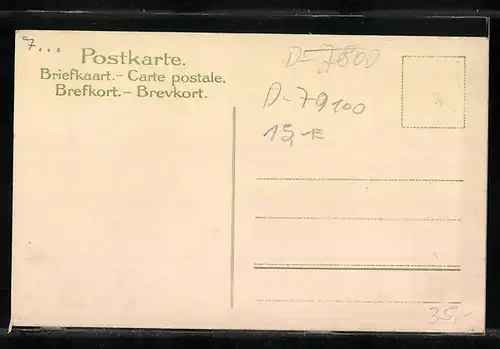 7...
Postkarte.
Briefkaart.- Carte postale.
Brefkort.- Brevkort.
D-7800
D-79100
15,-E
35,-